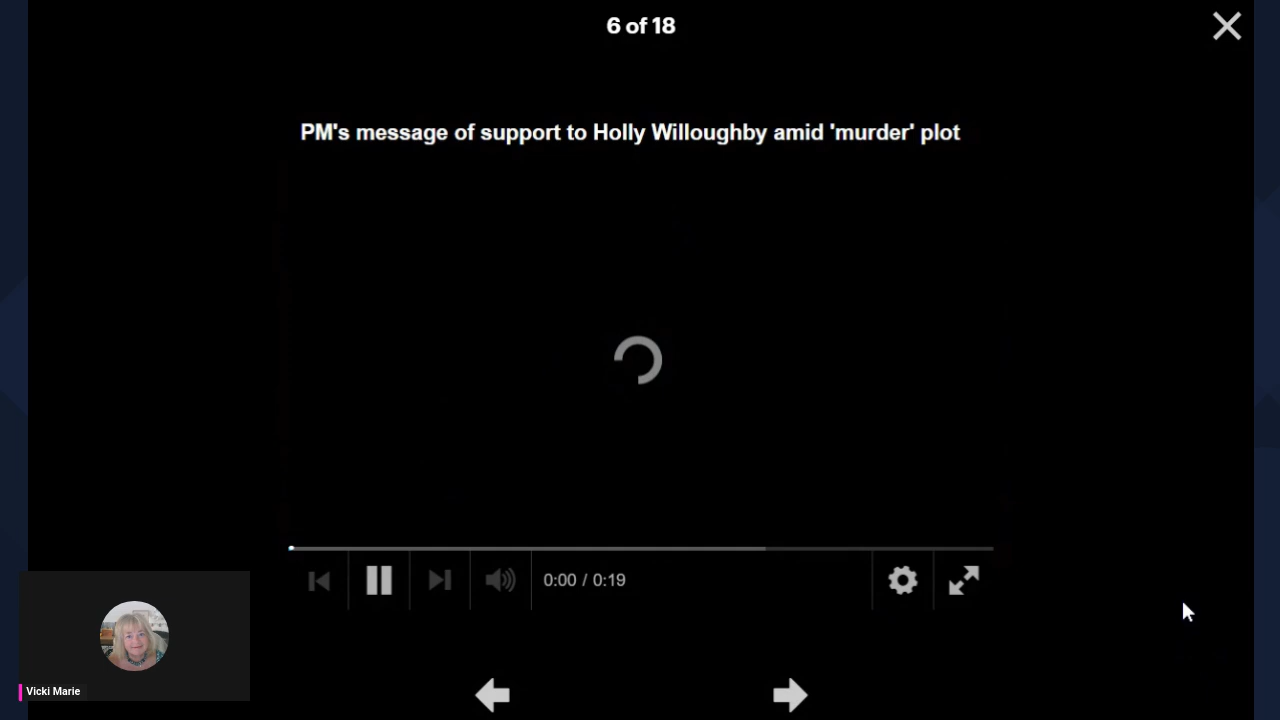 6 of 18
PM's message of support to Holly Willoughby amid 'murder' plot
0:00 / 0:19
Vicki Marie